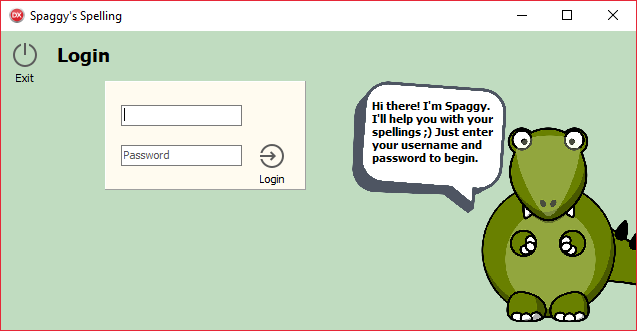 DX Spaggy's Spelling
Exit
Login
Password
Login
Hi there! I'm Spaggy.
I'll help you with your
spellings ;) Just enter
your username and
password to begin.